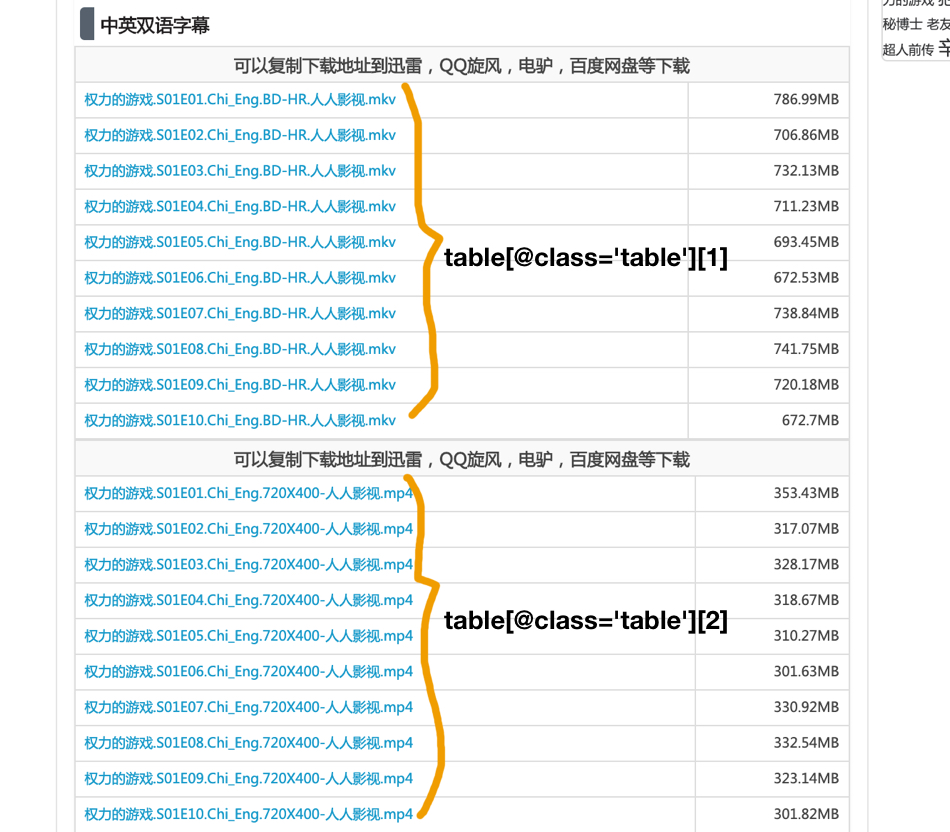 力的游戏 犯
秘博士 老友
超人前传 辛
中英双语字幕
可以复制下载地址到迅雷，QQ旋风，电驴，百度网盘等下载
权力的游戏.S01E01.Chi_Eng.BD-HR.人人影视.mkv 786.99MB
权力的游戏.S01E02.Chi_Eng.BD-HR.人人影视.mkv 706.86MB
权力的游戏.S01E03.Chi_Eng.BD-HR.人人影视.mkv 732.13MB
权力的游戏.S01E04.Chi_Eng.BD-HR.人人影视.mkv 711.23MB
权力的游戏.S01E05.Chi_Eng.BD-HR.人人影视.mkv 693.45MB
table[@class='table'][1]
权力的游戏.S01E06.Chi_Eng.BD-HR.人人影视.mkv 672.53MB
权力的游戏.S01E07.Chi_Eng.BD-HR.人人影视.mkv 738.84MB
权力的游戏.S01E08.Chi_Eng.BD-HR.人人影视.mkv 741.75MB
权力的游戏.S01E09.Chi_Eng.BD-HR.人人影视.mkv 720.18MB
权力的游戏.S01E10.Chi_Eng.BD-HR.人人影视.mkv 672.7MB
可以复制下载地址到迅雷，QQ旋风，电驴，百度网盘等下载
权力的游戏.S01E01.Chi_Eng.720X400-人人影视.mp4 353.43MB
权力的游戏.S01E02.Chi_Eng.720X400-人人影视.mp4 317.07MB
权力的游戏.S01E03.Chi_Eng.720X400-人人影视.mp4 328.17MB
权力的游戏.S01E04.Chi_Eng.720X400-人人影视.mp4 318.67MB
table[@class='table'][2]
权力的游戏.S01E05.Chi_Eng.720X400-人人影视.mp4 310.27MB
权力的游戏.S01E06.Chi_Eng.720X400-人人影视.mp4 301.63MB
权力的游戏.S01E07.Chi_Eng.720X400-人人影视.mp4 330.92MB
权力的游戏.S01E08.Chi_Eng.720X400-人人影视.mp4 332.54MB
权力的游戏.S01E09.Chi_Eng.720X400-人人影视.mp4 323.14MB
权力的游戏.S01E10.Chi_Eng.720X400-人人影视.mp4 301.82MB